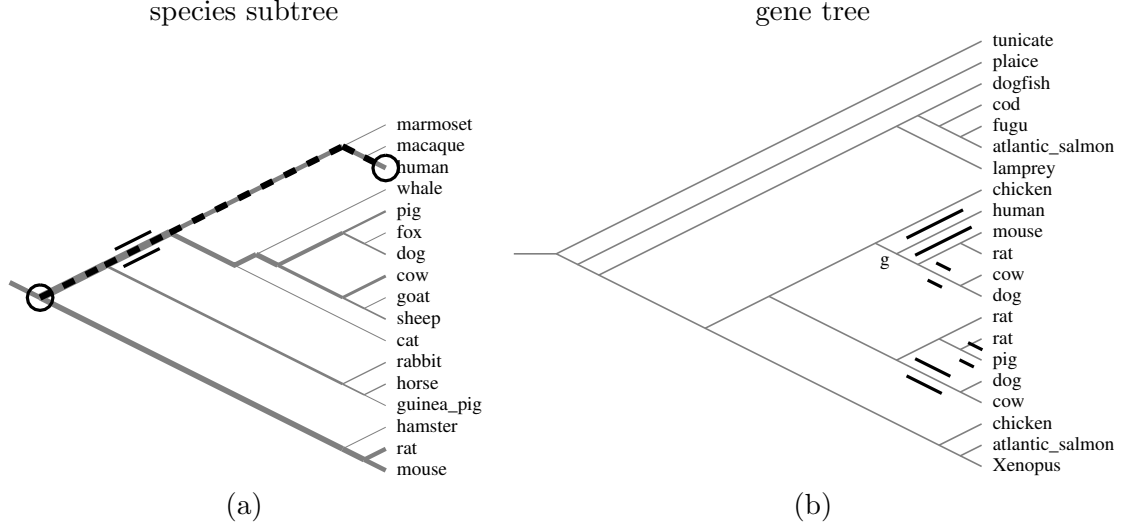 species subtree
marmoset
macaque
human
whale
pig
fox
dog
cow
goat
sheep
cat
rabbit
horse
guinea_pig
hamster
rat
mouse
(a)
gene tree
tunicate
plaice
dogfish
cod
fugu
atlantic_salmon
lamprey
chicken
human
mouse
g
rat
cow
dog
rat
rat
pig
dog
cow
chicken
atlantic_salmon
Xenopus
(b)